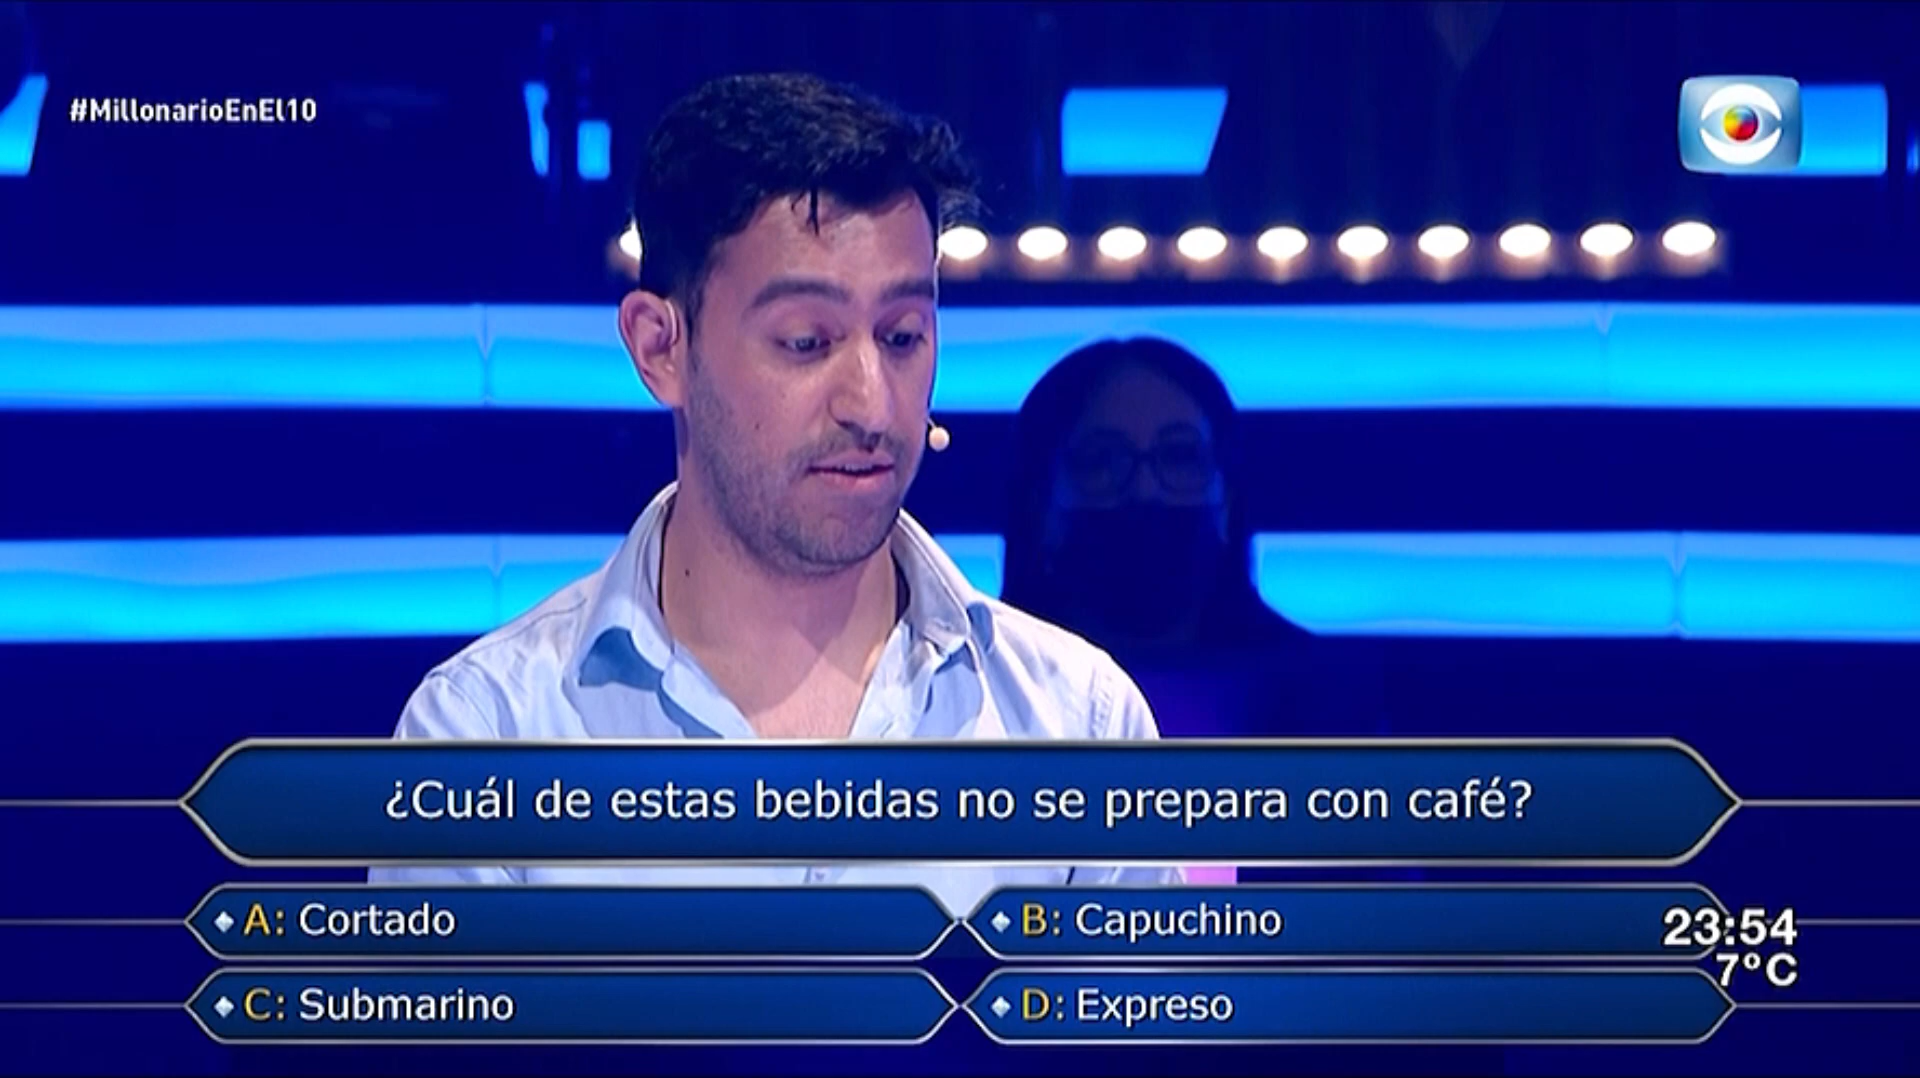 #MillonarioEnEl10
¿Cuál de estas bebidas no se prepara con café?
A: Cortado
B: Capuchino
23:54
7°C
C: Submarino
D: Expreso